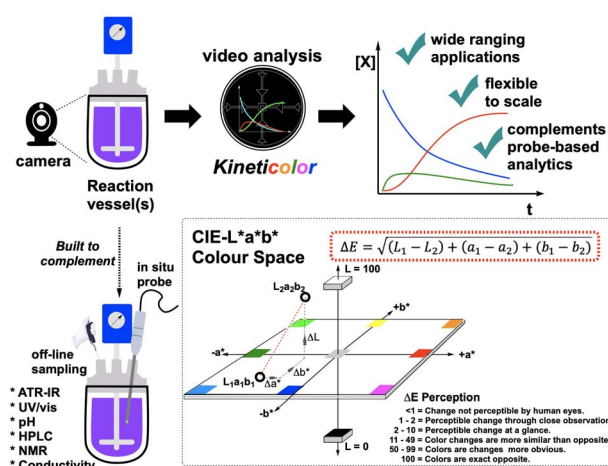 video analysis
Kineticolor
camera
Reaction
vessel(s)
[X]
wide ranging
applications
flexible
to scale
complements
probe-based
analytics
t
Built to
complement
in situ
probe
off-line
sampling
* ATR-IR
* UV/vis
* pH
* HPLC
* NMR
* Conductivity
CIE-L*a*b*
Colour Space
ΔE = √(L₁ − L₂) + (a₁ − a₂) + (b₁ − b₂)
L = 100
L₂a₂b₂
+b*
-a*
ΔL
L₁a₁b₁
Δa*
Δb*
+a*
-b*
L = 0
ΔE Perception
<1 = Change not perceptible by human eyes.
1 - 2 = Perceptible change through close observation
2 - 10 = Perceptible change at a glance.
11 - 49 = Color changes are more similar than opposite
50 - 99 = Colors are changes more obvious.
100 = Colors are exact opposite.